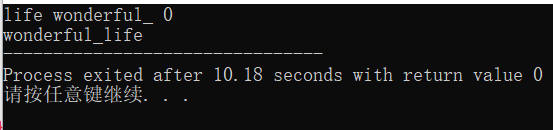 life wonderful_ 0
wonderful_life
--------------------------------
Process exited after 10.18 seconds with return value 0
请按任意键继续. . .